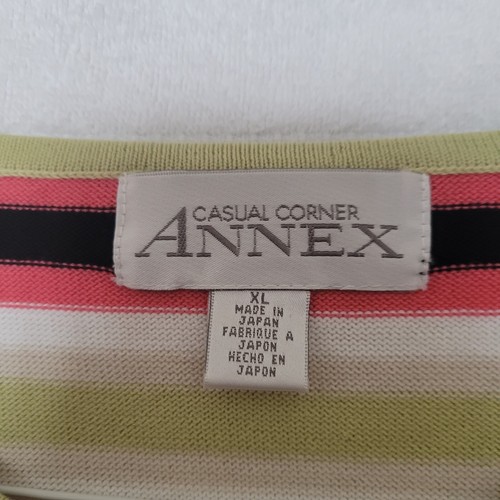 CASUAL CORNER
ANNEX
XL
MADE IN
JAPAN
FABRIQUE A
JAPON
HECHO EN
JAPON